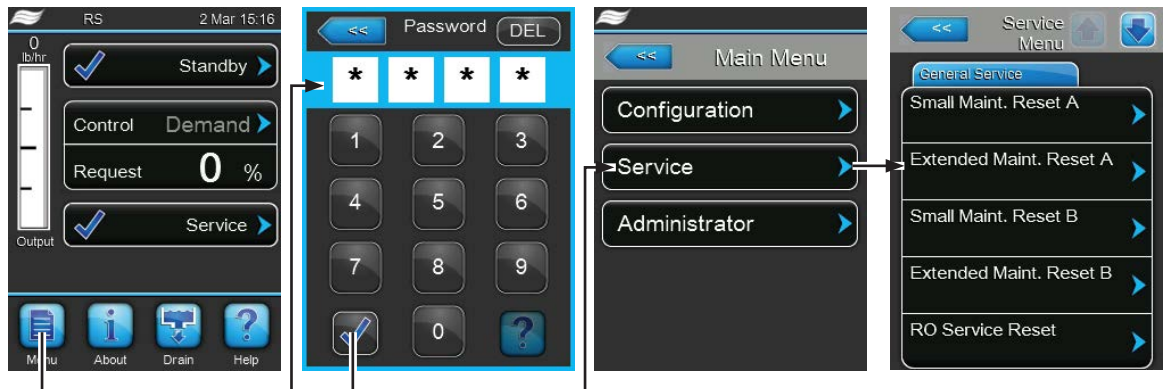 RS 2 Mar 15:16
0
lb/hr
Standby
Control Demand
Request 0 %
Service
Output
Menu About Drain Help
<< Password DEL
* * * *
1 2 3
4 5 6
7 8 9
0 ?
<< Main Menu
Configuration
Service
Administrator
<< Service
Menu
General Service
Small Maint. Reset A
Extended Maint. Reset A
Small Maint. Reset B
Extended Maint. Reset B
RO Service Reset